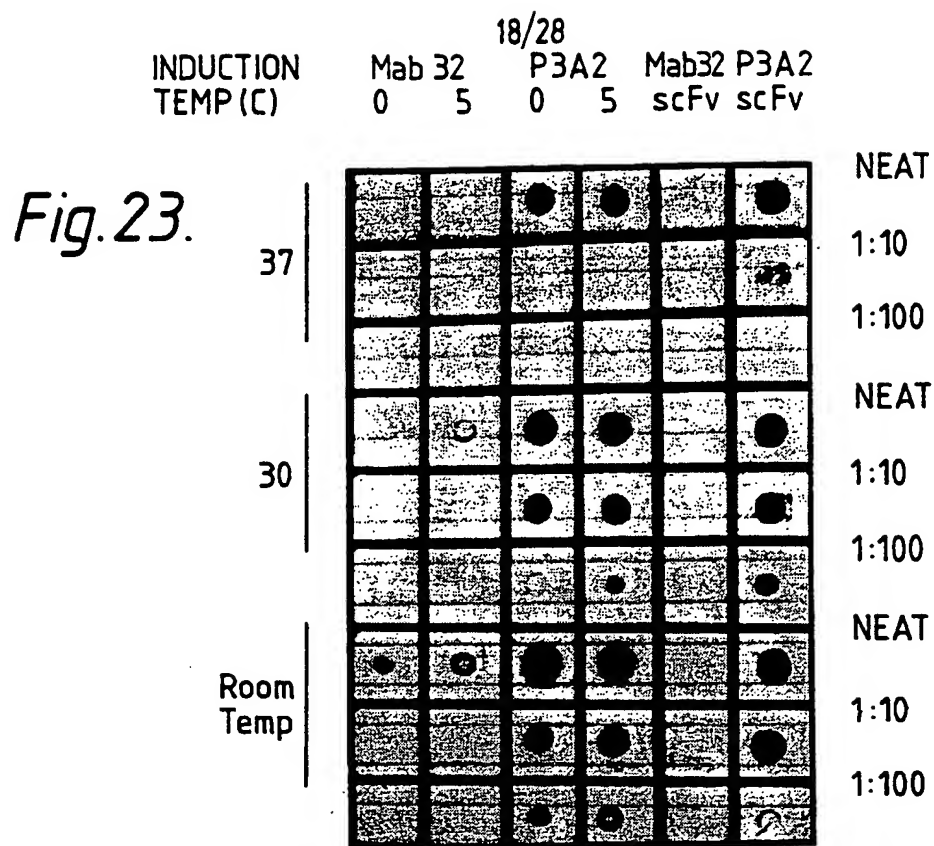 18/28
INDUCTION Mab 32 P3A2 Mab32 P3A2
TEMP (C) 0 5 0 5 scFv scFv
Fig.23.
NEAT
37
1:10
1:100
NEAT
30
1:10
1:100
NEAT
Room
Temp
1:10
1:100